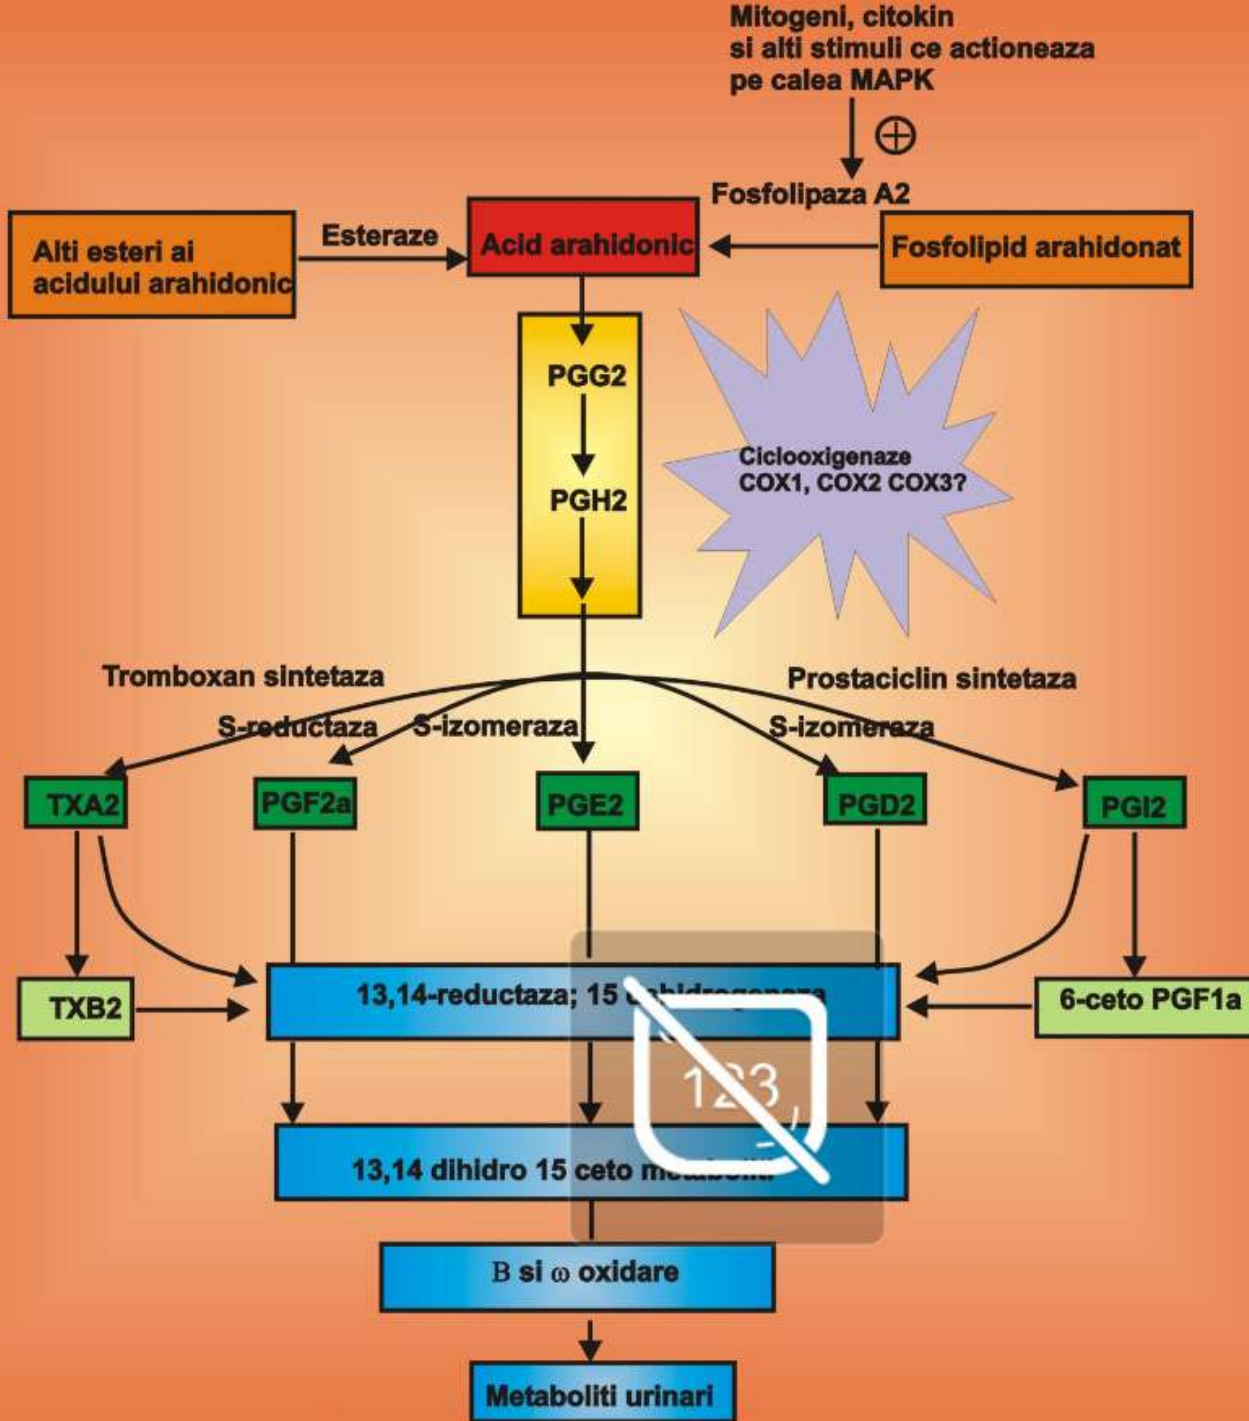 Mitogeni, citokin
si alti stimuli ce actioneaza
pe calea MAPK
Fosfolipaza A2
Alti esteri ai
acidului arahidonic
Esteraze
Acid arahidonic
Fosfolipid arahidonat
PGG2
PGH2
Ciclooxigenaze
COX1, COX2 COX3?
Tromboxan sintetaza
Prostaciclin sintetaza
S-reductaza
S-izomeraza
S-izomeraza
TXA2
PGF2a
PGE2
PGD2
PGI2
TXB2
13,14-reductaza; 15 dehidrogenaza
6-ceto PGF1a
123
13,14 dihidro 15 ceto metaboliti
B si ω oxidare
Metaboliti urinari